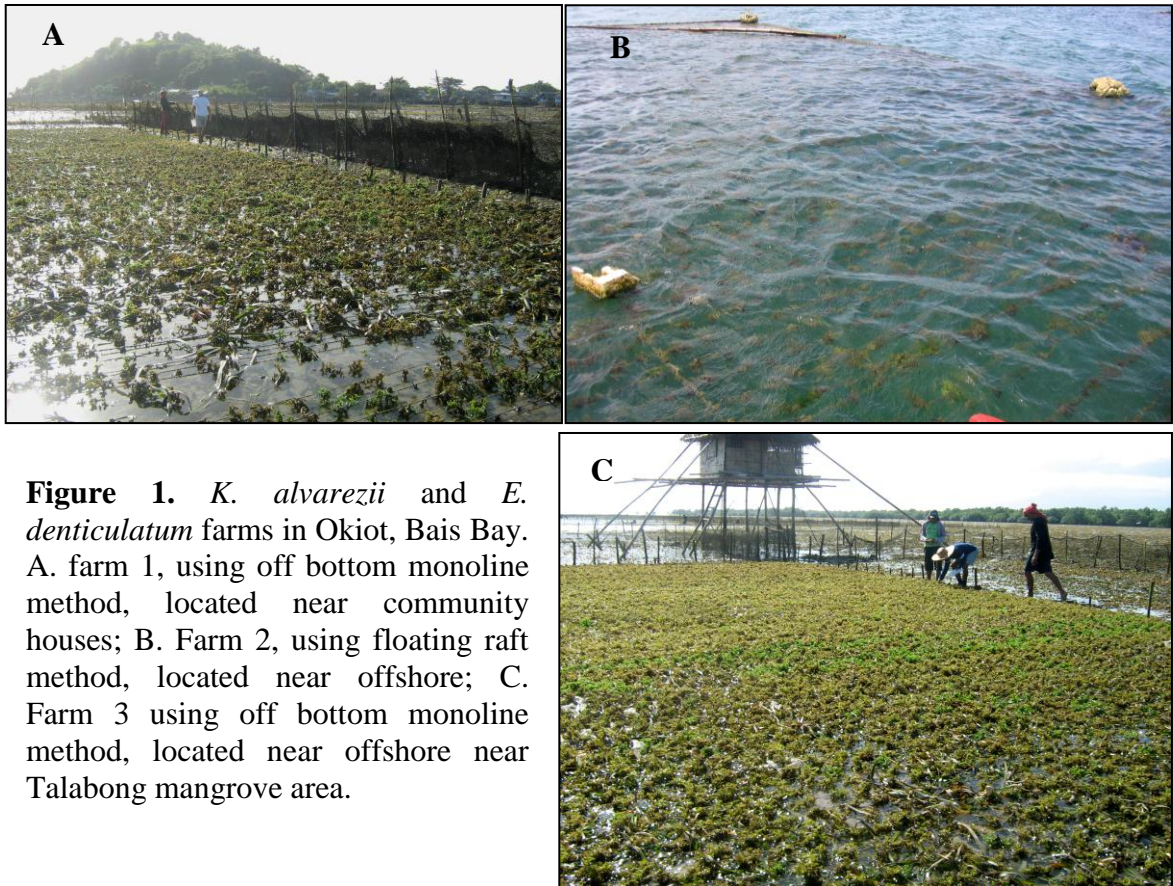 A
B
C
Figure 1. K. alvarezii and E.
denticulatum farms in Okiot, Bais Bay.
A. farm 1, using off bottom monoline
method, located near community
houses; B. Farm 2, using floating raft
method, located near offshore; C.
Farm 3 using off bottom monoline
method, located near offshore near
Talabong mangrove area.